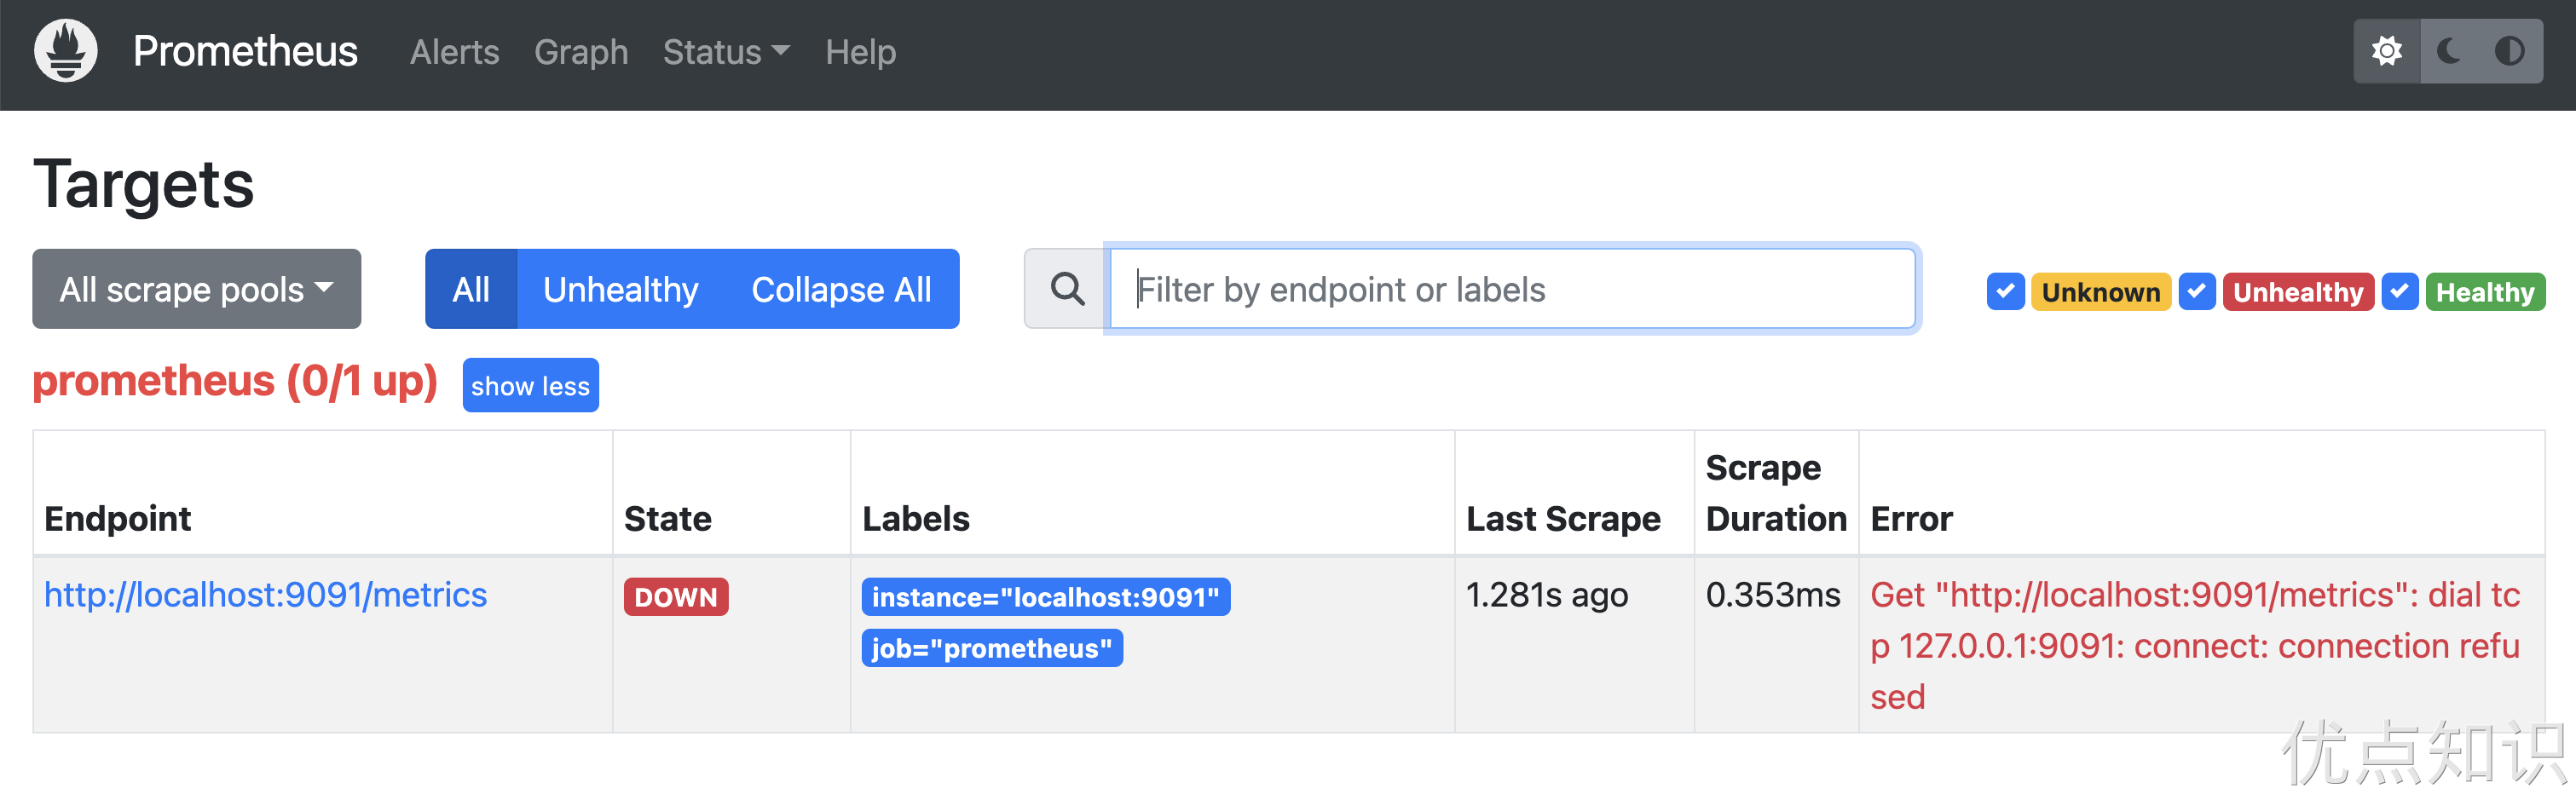 Prometheus Alerts Graph Status Help
Targets
All scrape pools All Unhealthy Collapse All Filter by endpoint or labels Unknown Unhealthy Healthy
prometheus (0/1 up) show less
Endpoint State Labels Last Scrape Scrape Duration Error
http://localhost:9091/metrics DOWN instance="localhost:9091" 1.281s ago 0.353ms Get "http://localhost:9091/metrics": dial tc
job="prometheus" p 127.0.0.1:9091: connect: connection refu
sed
优点知识